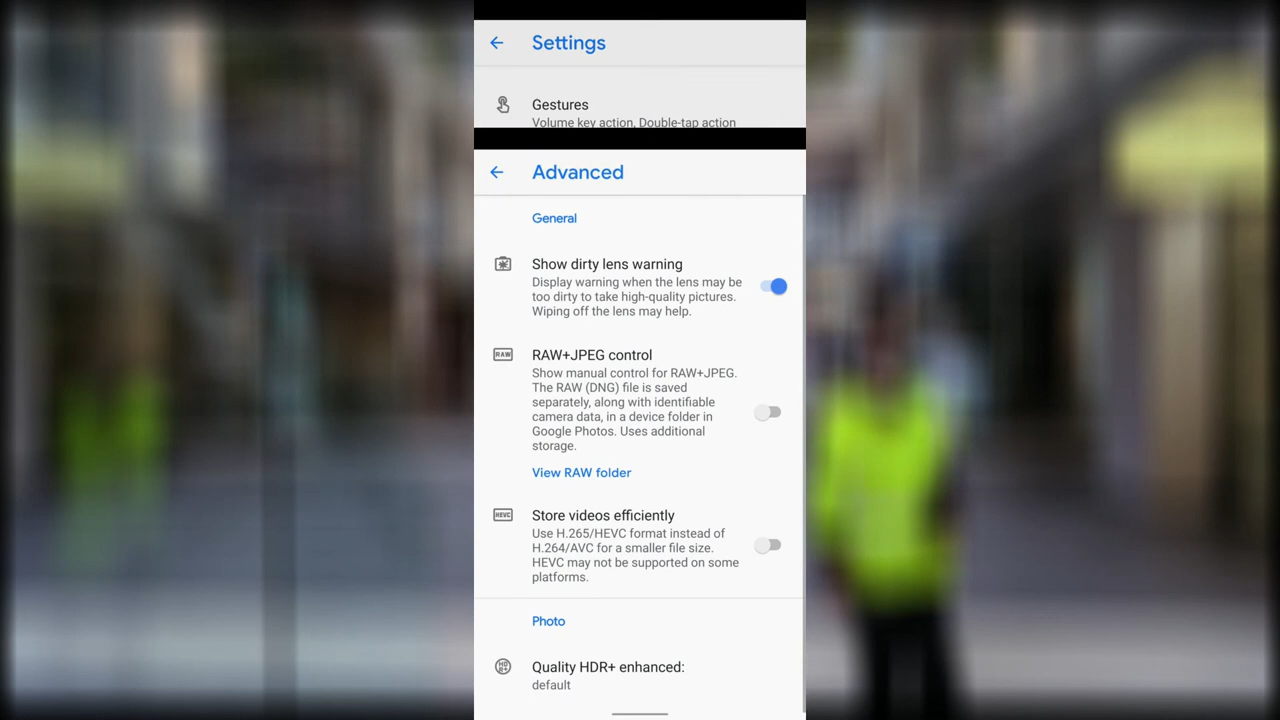 Settings
Gestures
Volume key action, Double-tap action
Advanced
General
Show dirty lens warning
Display warning when the lens may be
too dirty to take high-quality pictures.
Wiping off the lens may help.
RAW
RAW+JPEG control
Show manual control for RAW+JPEG.
The RAW (DNG) file is saved
separately, along with identifiable
camera data, in a device folder in
Google Photos. Uses additional
storage.
View RAW folder
HEVC
Store videos efficiently
Use H.265/HEVC format instead of
H.264/AVC for a smaller file size.
HEVC may not be supported on some
platforms.
Photo
HDR+
Quality HDR+ enhanced:
default